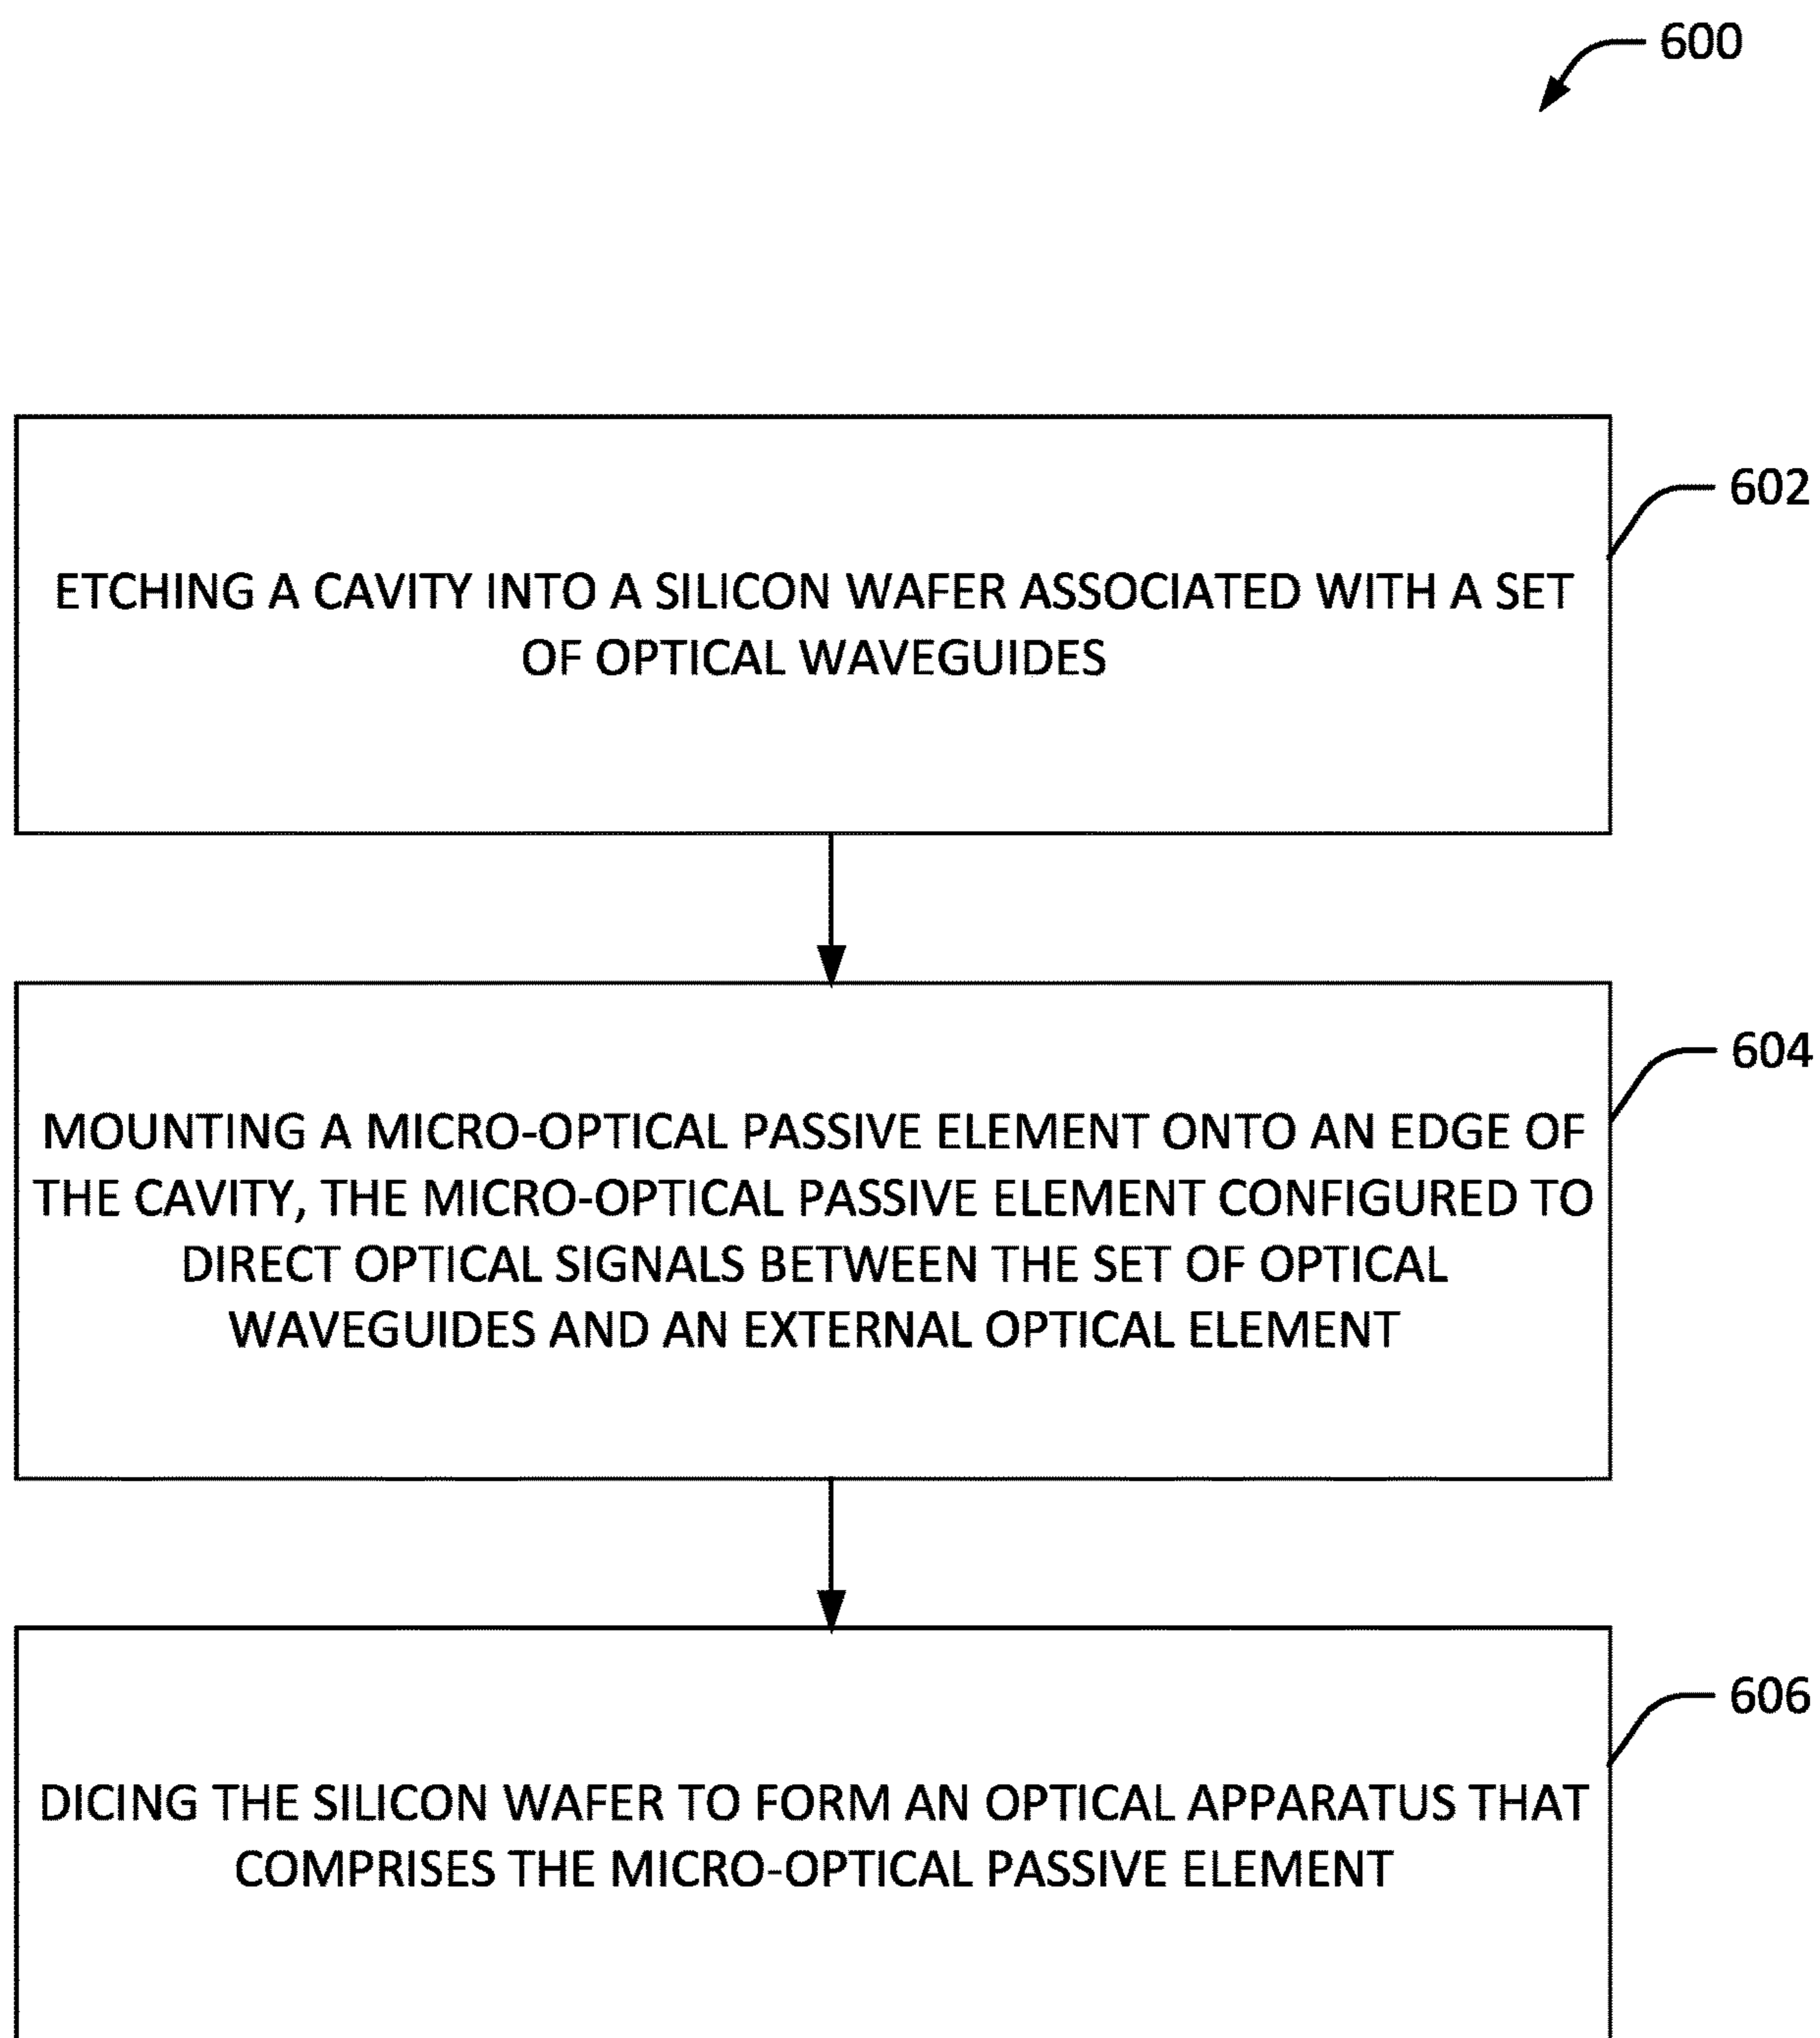 600
602
ETCHING A CAVITY INTO A SILICON WAFER ASSOCIATED WITH A SET
OF OPTICAL WAVEGUIDES
604
MOUNTING A MICRO-OPTICAL PASSIVE ELEMENT ONTO AN EDGE OF
THE CAVITY, THE MICRO-OPTICAL PASSIVE ELEMENT CONFIGURED TO
DIRECT OPTICAL SIGNALS BETWEEN THE SET OF OPTICAL
WAVEGUIDES AND AN EXTERNAL OPTICAL ELEMENT
606
DICING THE SILICON WAFER TO FORM AN OPTICAL APPARATUS THAT
COMPRISES THE MICRO-OPTICAL PASSIVE ELEMENT